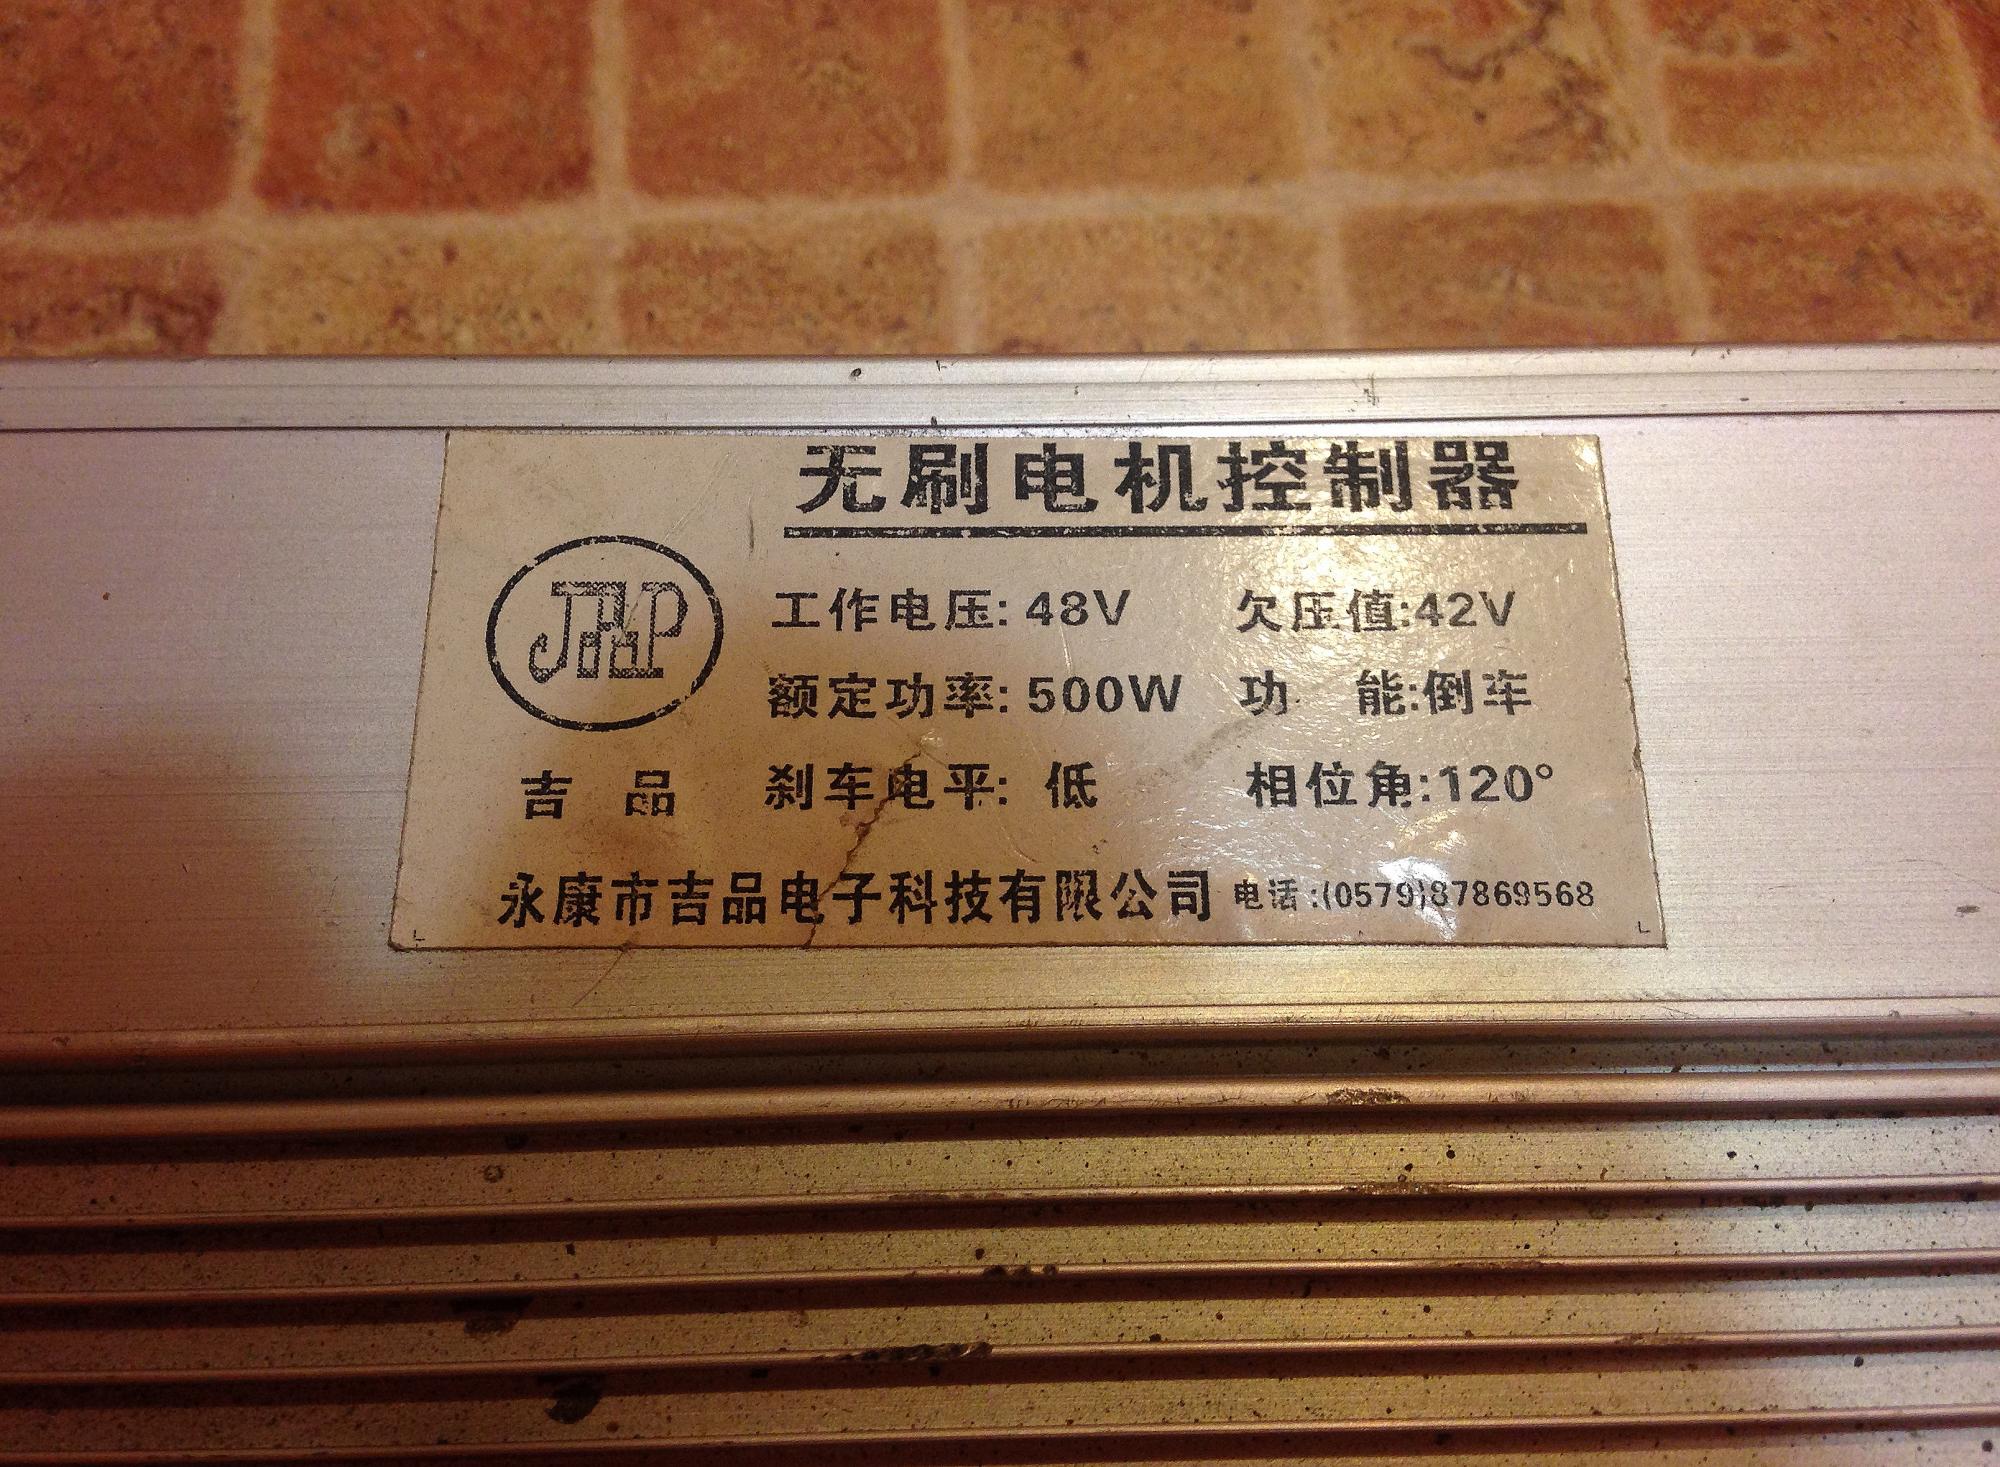 无刷电机控制器
工作电压: 48V 欠压值:42V
额定功率: 500W 功 能:倒车
吉 品 刹车电平: 低 相位角:120°
永康市吉品电子科技有限公司 电话:(0579)87869568